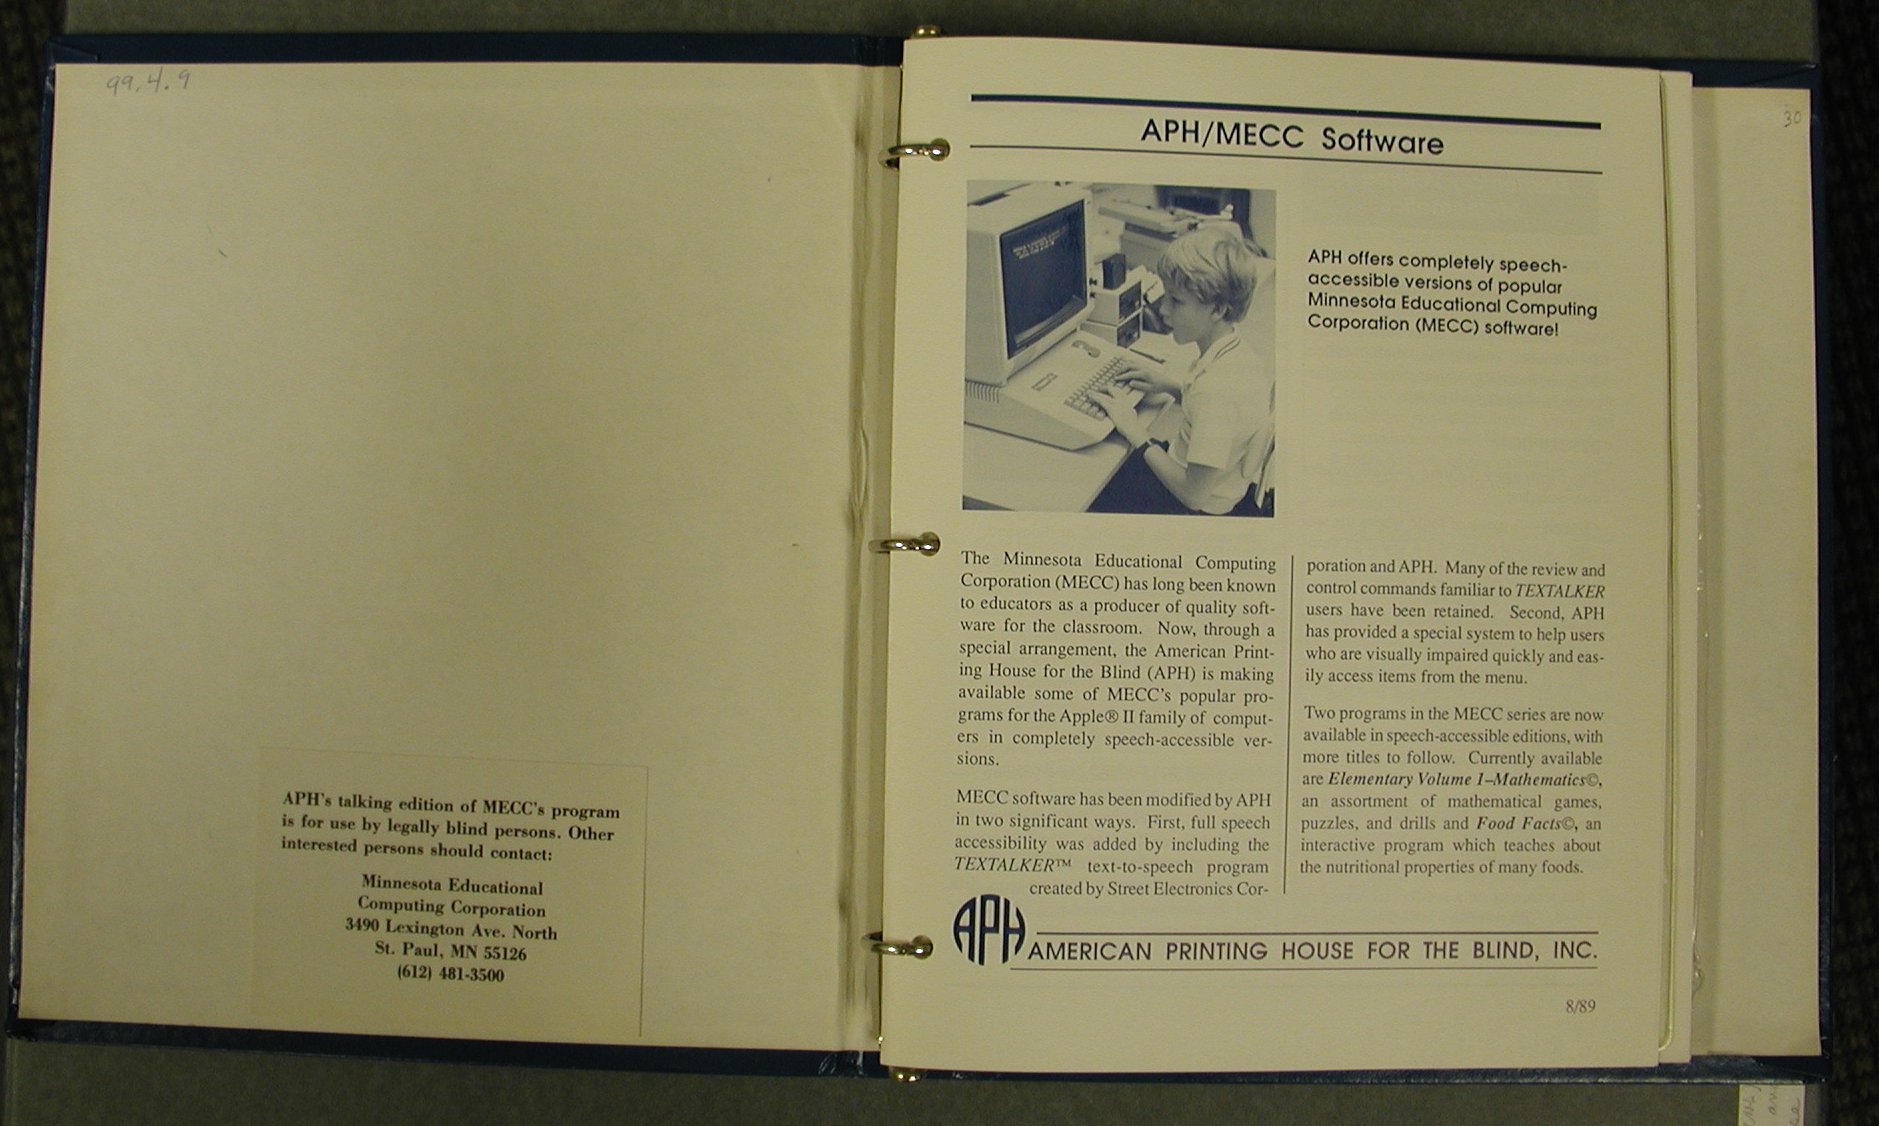 99.4.9
APH's talking edition of MECC's program
is for use by legally blind persons. Other
interested persons should contact:
Minnesota Educational
Computing Corporation
3490 Lexington Ave. North
St. Paul, MN 55126
(612) 481-3500
30
APH/MECC Software
APH offers completely speech-
accessible versions of popular
Minnesota Educational Computing
Corporation (MECC) software!
The Minnesota Educational Computing
Corporation (MECC) has long been known
to educators as a producer of quality soft-
ware for the classroom. Now, through a
special arrangement, the American Print-
ing House for the Blind (APH) is making
available some of MECC's popular pro-
grams for the Apple® II family of comput-
ers in completely speech-accessible ver-
sions.
MECC software has been modified by APH
in two significant ways. First, full speech
accessibility was added by including the
TEXTALKER™ text-to-speech program
created by Street Electronics Cor-
poration and APH. Many of the review and
control commands familiar to TEXTALKER
users have been retained. Second, APH
has provided a special system to help users
who are visually impaired quickly and eas-
ily access items from the menu.
Two programs in the MECC series are now
available in speech-accessible editions, with
more titles to follow. Currently available
are Elementary Volume 1–Mathematics©,
an assortment of mathematical games,
puzzles, and drills and Food Facts©, an
interactive program which teaches about
the nutritional properties of many foods.
APH
AMERICAN PRINTING HOUSE FOR THE BLIND, INC.
8/89